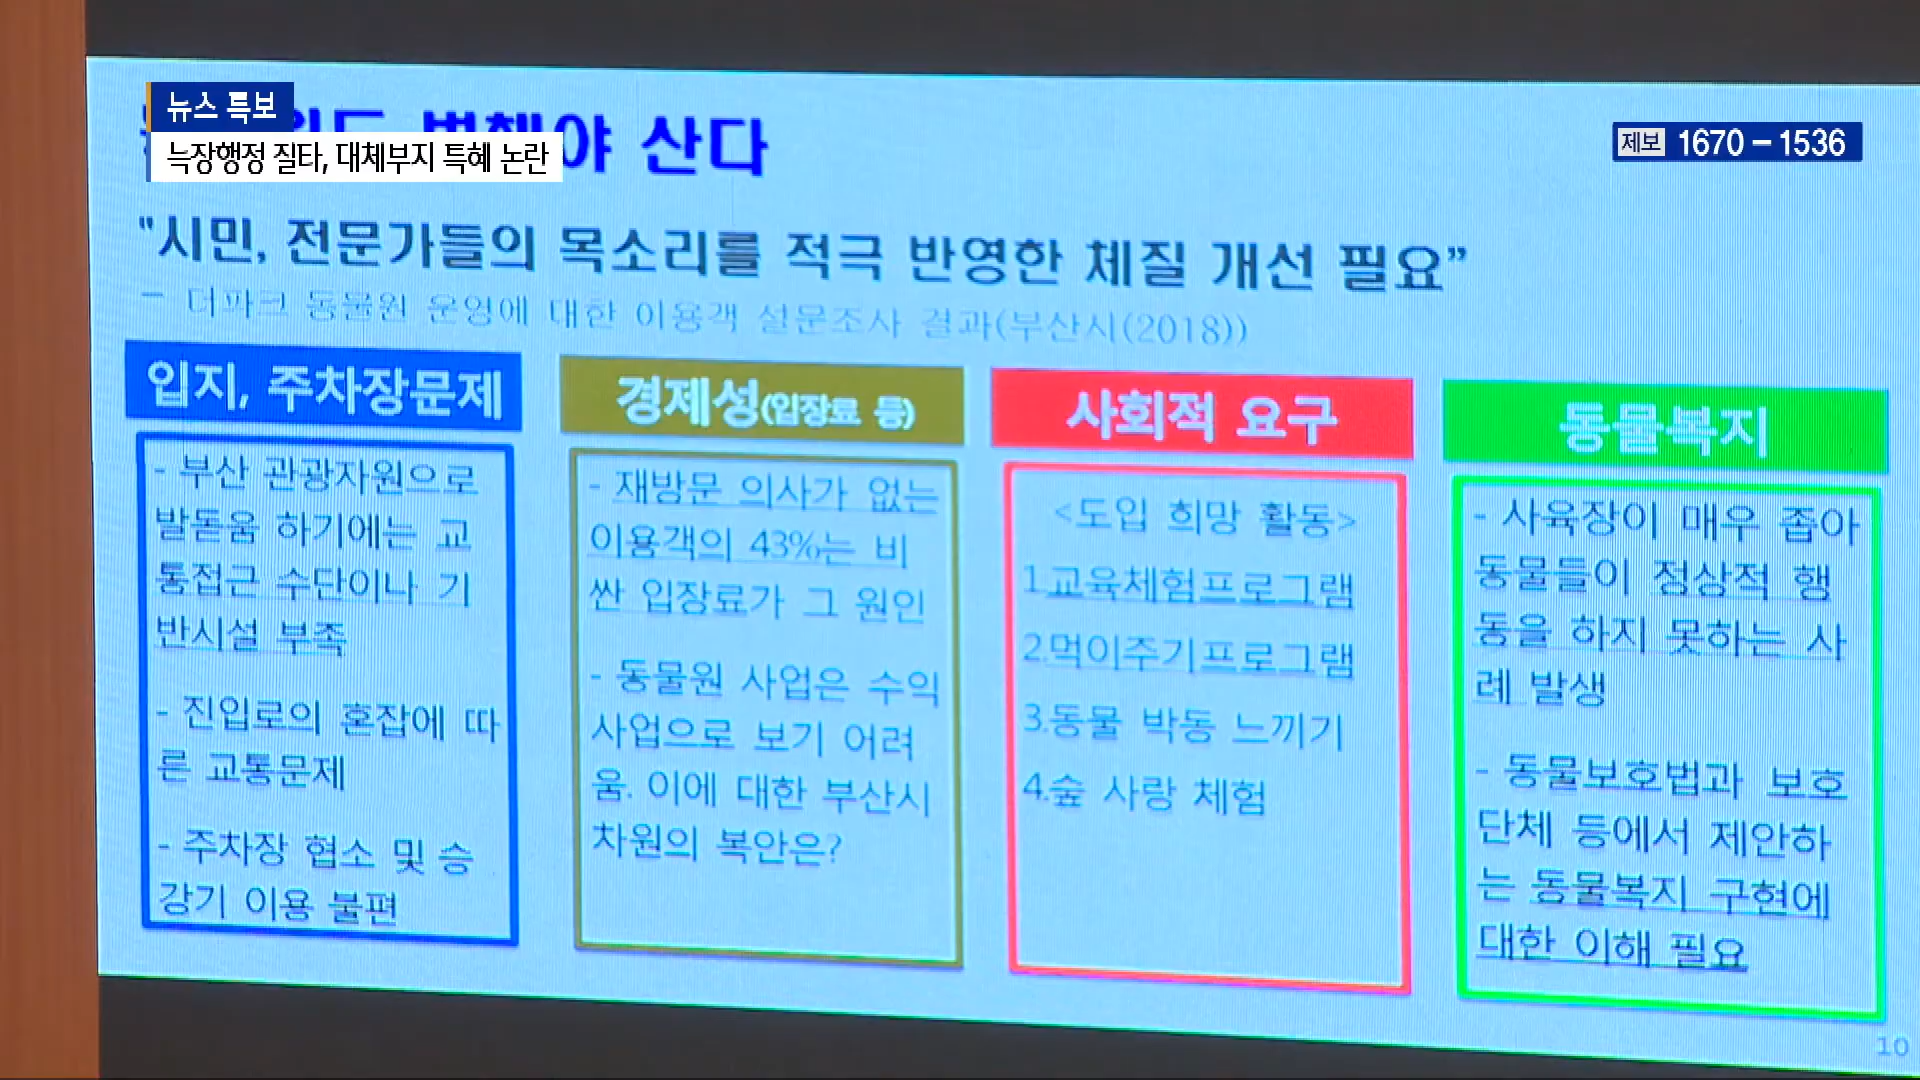 뉴스 특보
늑장행정 질타, 대체부지 특혜 논란
제보 1670-1536
산다
"시민, 전문가들의 목소리를 적극 반영한 체질 개선 필요”
- 더파크 동물원 운영에 대한 이용객 설문조사 결과(부산시(2018))
입지, 주차장문제
- 부산 관광자원으로
발돋움 하기에는 교
통접근 수단이나 기
반시설 부족
- 진입로의 혼잡에 따
른 교통문제
- 주차장 협소 및 승
강기 이용 불편
경제성(입장료 등)
- 재방문 의사가 없는
이용객의 43%는 비
싼 입장료가 그 원인
- 동물원 사업은 수익
사업으로 보기 어려
움. 이에 대한 부산시
차원의 복안은?
사회적 요구
<도입 희망 활동>
1.교육체험프로그램
2.먹이주기프로그램
3.동물 박동 느끼기
4.숲 사랑 체험
동물복지
- 사육장이 매우 좁아
동물들이 정상적 행
동을 하지 못하는 사
례 발생
- 동물보호법과 보호
단체 등에서 제안하
는 동물복지 구현에
대한 이해 필요
10